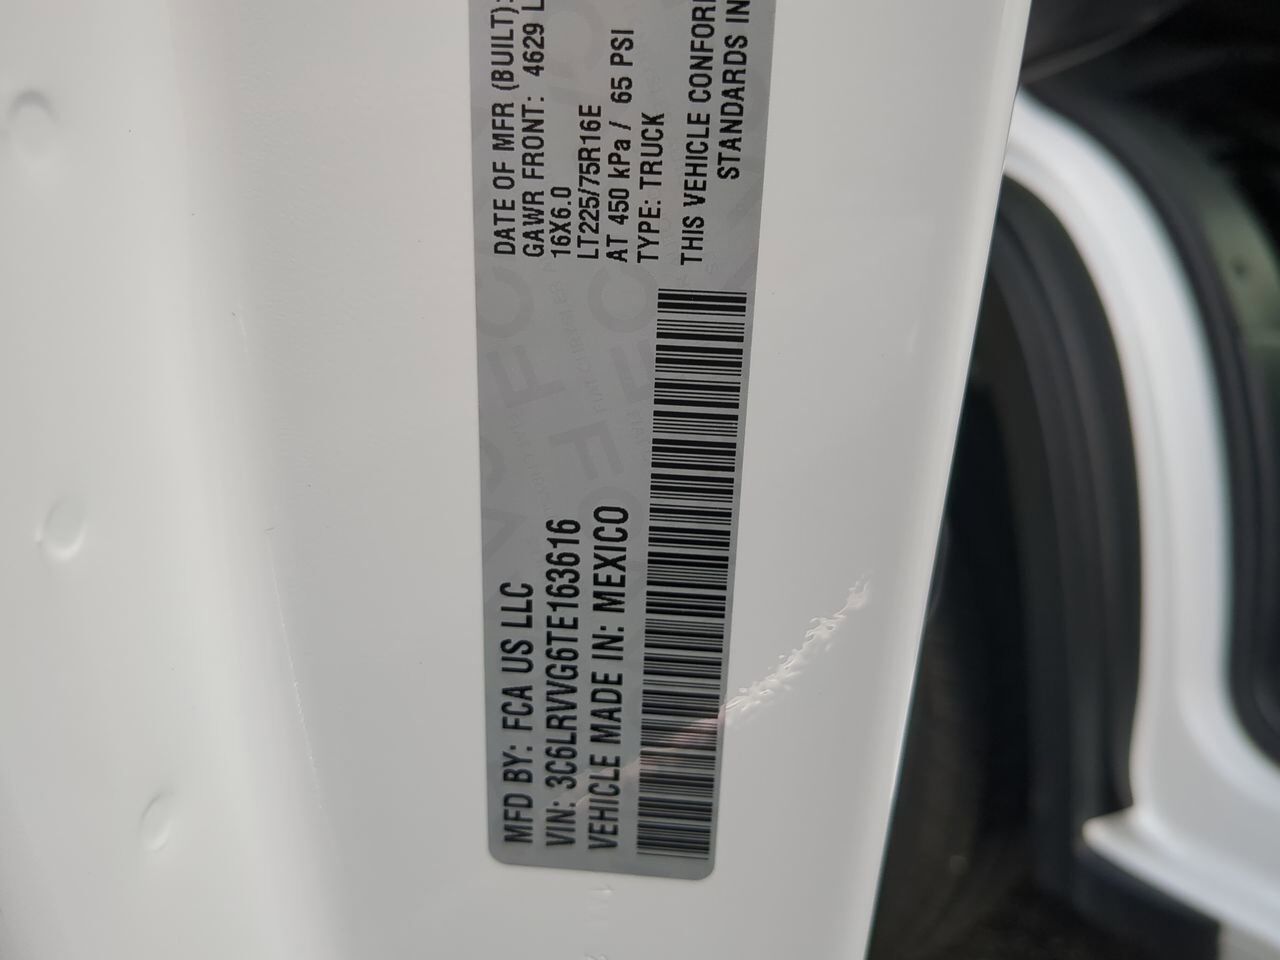 MFD BY: FCA US LLC
VIN: 3C6LRVVG6TE163616
VEHICLE MADE IN: MEXICO
DATE OF MFR (BUILT):
GAWR FRONT: 4629 L
16X6.0
LT225/75R16E
AT 450 kPa / 65 PSI
TYPE: TRUCK
THIS VEHICLE CONFOR
STANDARDS IN